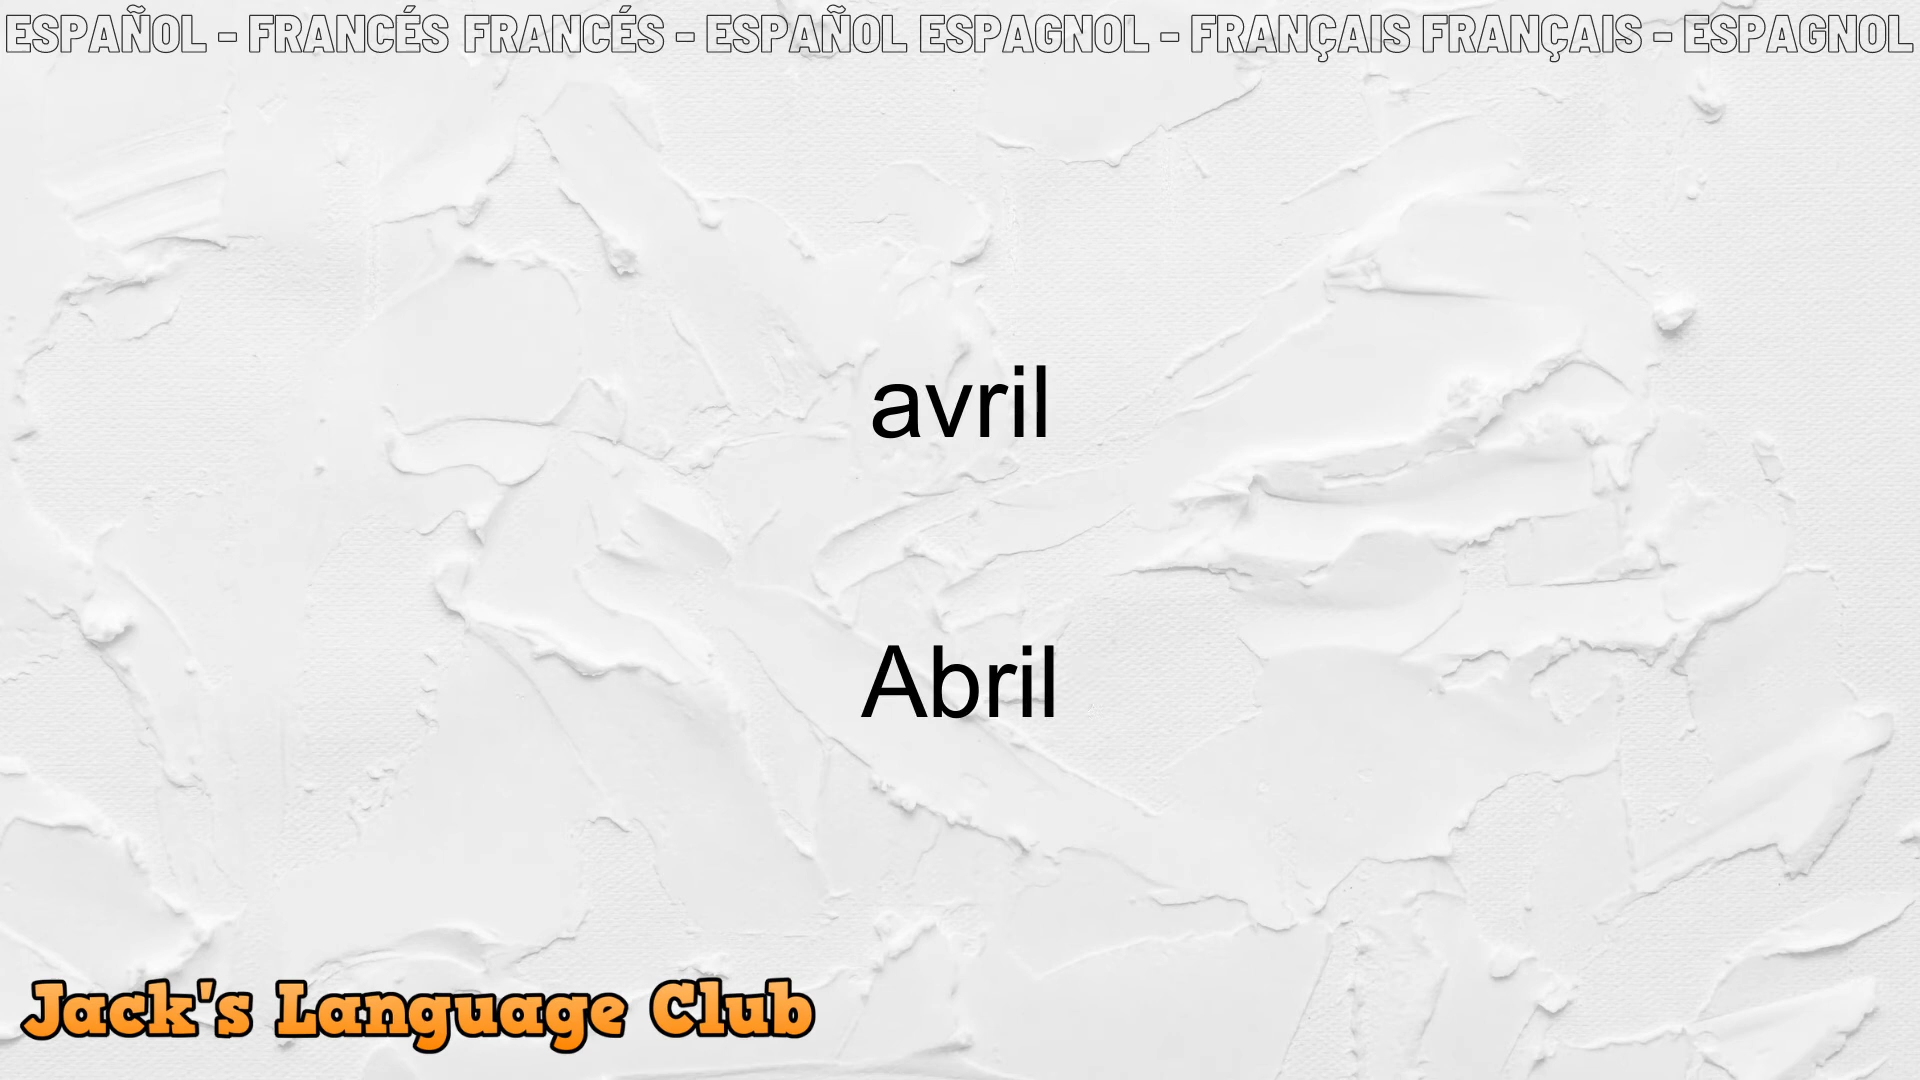 ESPAÑOL - FRANCÉS FRANCÉS - ESPAÑOL ESPAGNOL - FRANÇAIS FRANÇAIS - ESPAGNOL
avril
Abril
Jack's Language Club